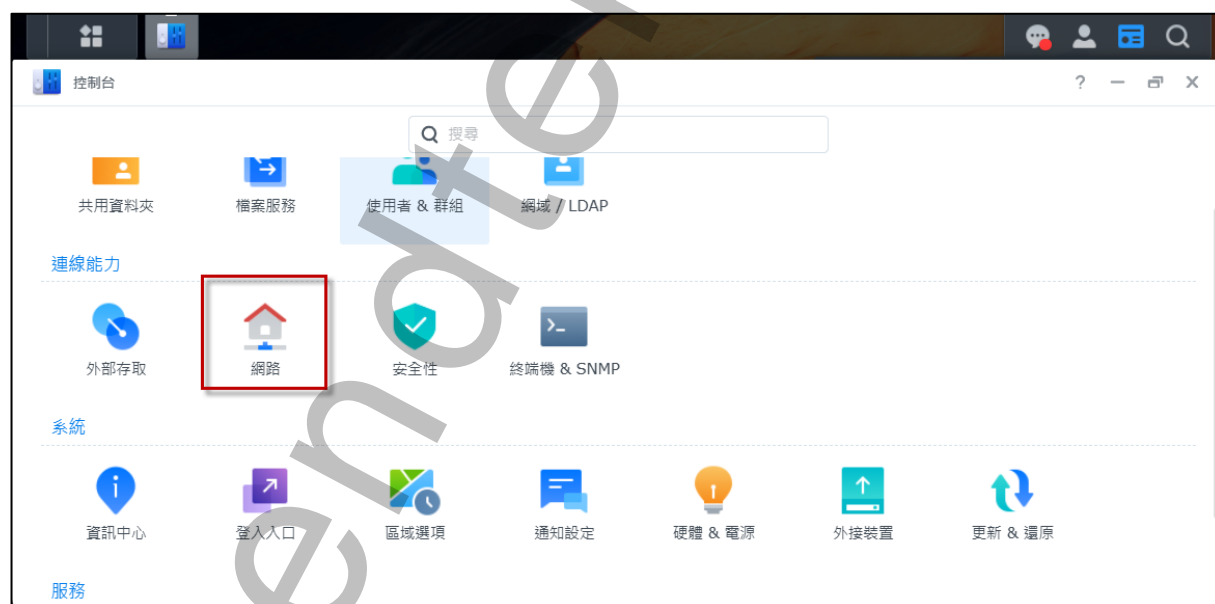 控制台
搜尋
共用資料夾
檔案服務
使用者 & 群組
網域 / LDAP
連線能力
外部存取
網路
安全性
終端機 & SNMP
系統
資訊中心
登入入口
區域選項
通知設定
硬體 & 電源
外接裝置
更新 & 還原
服務